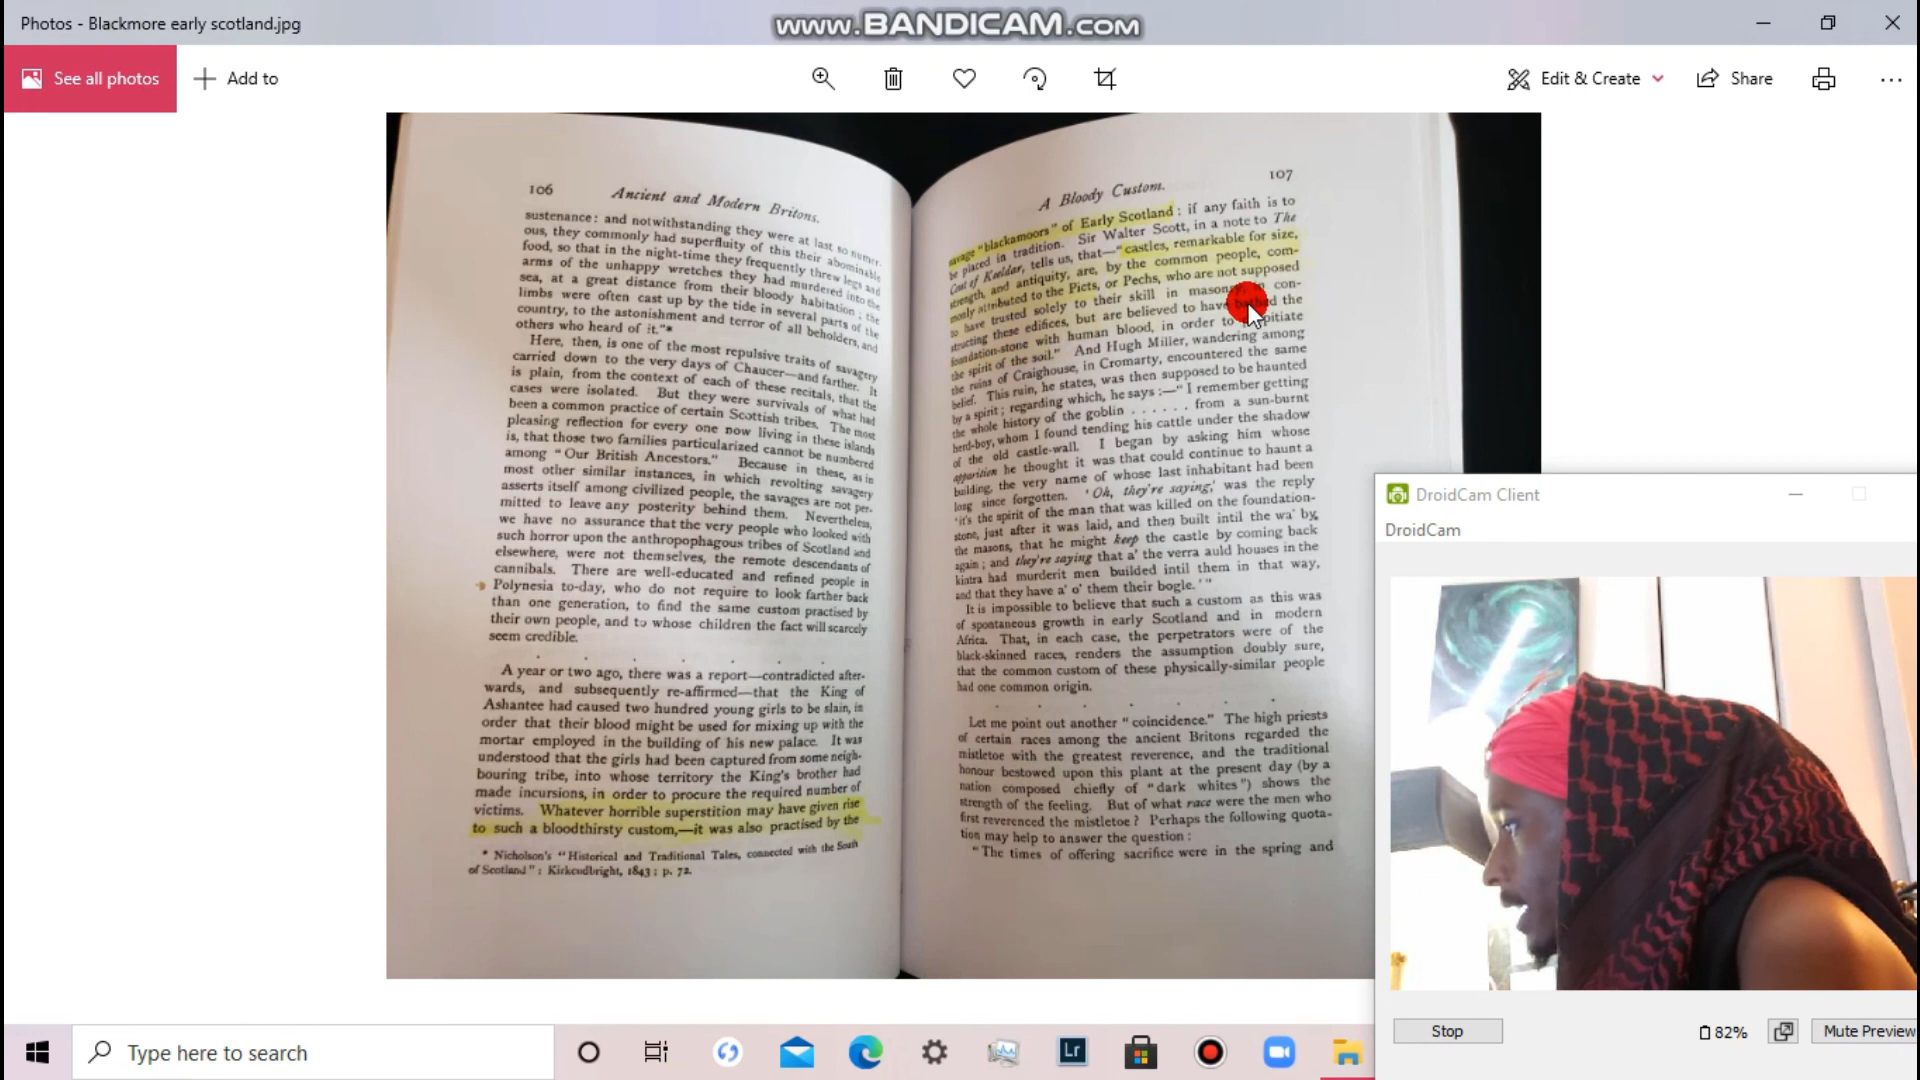 Photos - Blackmore early scotland.jpg
www.BANDICAM.com
See all photos
Add to
Edit & Create
Share
106
Ancient and Modern Britons.
sustenance: and notwithstanding they were at last so numer-
ous, they commonly had superfluity of this their abominable
food, so that in the night-time they frequently threw legs and
arms of the unhappy wretches they had murdered into the
sea, at a great distance from their bloody habitation; the
limbs were often cast up by the tide in several parts of the
country, to the astonishment and terror of all beholders, and
others who heard of it."*
Here, then, is one of the most repulsive traits of savagery
carried down to the very days of Chaucer—and farther. It
is plain, from the context of each of these recitals, that the
cases were isolated. But they were survivals of what had
been a common practice of certain Scottish tribes. The most
pleasing reflection for every one now living in these islands
is, that those two families particularized cannot be numbered
among "Our British Ancestors." Because in these, as in
most other similar instances, in which revolting savagery
asserts itself among civilized people, the savages are not per-
mitted to leave any posterity behind them. Nevertheless,
we have no assurance that the very people who looked with
such horror upon the anthropophagous tribes of Scotland and
elsewhere, were not themselves, the remote descendants of
cannibals. There are well-educated and refined people in
Polynesia to-day, who do not require to look farther back
than one generation, to find the same custom practised by
their own people, and to whose children the fact will scarcely
seem credible.
A year or two ago, there was a report—contradicted after-
wards, and subsequently re-affirmed—that the King of
Ashantee had caused two hundred young girls to be slain, in
order that their blood might be used for mixing up with the
mortar employed in the building of his new palace. It was
understood that the girls had been captured from some neigh-
bouring tribe, into whose territory the King's brother had
made incursions, in order to procure the required number of
victims. Whatever horrible superstition may have given rise
to such a bloodthirsty custom,—it was also practised by the
* Nicholson's "Historical and Traditional Tales, connected with the South
of Scotland": Kirkcudbright, 1843; p. 72.
A Bloody Custom.
107
savage "blackamoors" of Early Scotland: if any faith is to
be placed in tradition. Sir Walter Scott, in a note to The
Cout of Keeldar, tells us, that—"castles, remarkable for size,
strength, and antiquity, are, by the common people, com-
monly attributed to the Picts, or Pechs, who are not supposed
to have trusted solely to their skill in masonry, in con-
structing these edifices, but are believed to have bathed the
foundation-stone with human blood, in order to propitiate
the spirit of the soil." And Hugh Miller, wandering among
the ruins of Craighouse, in Cromarty, encountered the same
belief. This ruin, he states, was then supposed to be haunted
by a spirit; regarding which, he says:—"I remember getting
the whole history of the goblin . . . . . . from a sun-burnt
herd-boy, whom I found tending his cattle under the shadow
of the old castle-wall. I began by asking him whose
apparition he thought it was that could continue to haunt a
building, the very name of whose last inhabitant had been
long since forgotten. 'Oh, they're saying,' was the reply
'it's the spirit of the man that was killed on the foundation-
stone, just after it was laid, and then built intil the wa' by
the masons, that he might keep the castle by coming back
again; and they're saying that a' the verra auld houses in the
kintra had murderit men builded intil them in that way,
and that they have a' o' them their bogle.'"
It is impossible to believe that such a custom as this was
of spontaneous growth in early Scotland and in modern
Africa. That, in each case, the perpetrators were of the
black-skinned races, renders the assumption doubly sure,
that the common custom of these physically-similar people
had one common origin.
Let me point out another "coincidence." The high priests
of certain races among the ancient Britons regarded the
mistletoe with the greatest reverence, and the traditional
honour bestowed upon this plant at the present day (by a
nation composed chiefly of "dark whites") shows the
strength of the feeling. But of what race were the men who
first reverenced the mistletoe? Perhaps the following quota-
tion may help to answer the question:
"The times of offering sacrifice were in the spring and
DroidCam Client
DroidCam
Stop
82%
Mute Preview
Type here to search
Lr